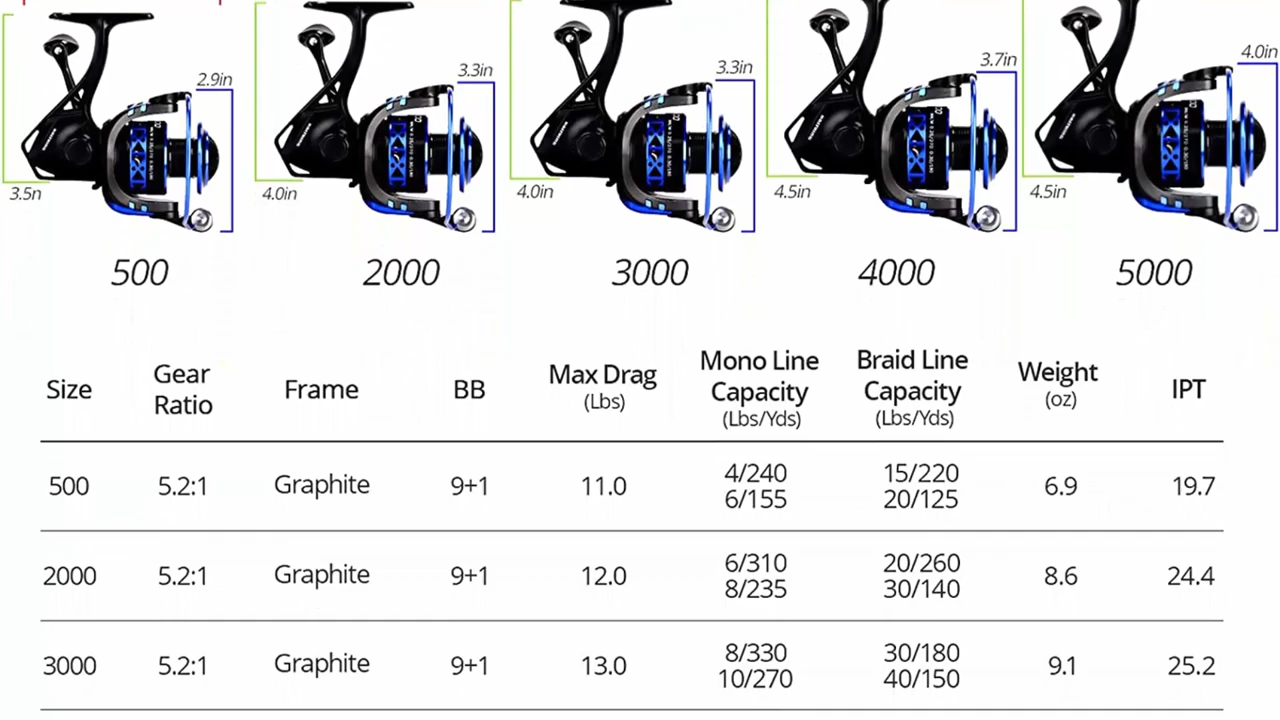 2.9in
3.5n
500
3.3in
4.0in
2000
3.3in
4.0in
3000
3.7in
4.5in
4000
4.0in
4.5in
5000
Size Gear Ratio Frame BB Max Drag (Lbs) Mono Line Capacity (Lbs/Yds) Braid Line Capacity (Lbs/Yds) Weight (oz) IPT
500 5.2:1 Graphite 9+1 11.0 4/240 6/155 15/220 20/125 6.9 19.7
2000 5.2:1 Graphite 9+1 12.0 6/310 8/235 20/260 30/140 8.6 24.4
3000 5.2:1 Graphite 9+1 13.0 8/330 10/270 30/180 40/150 9.1 25.2